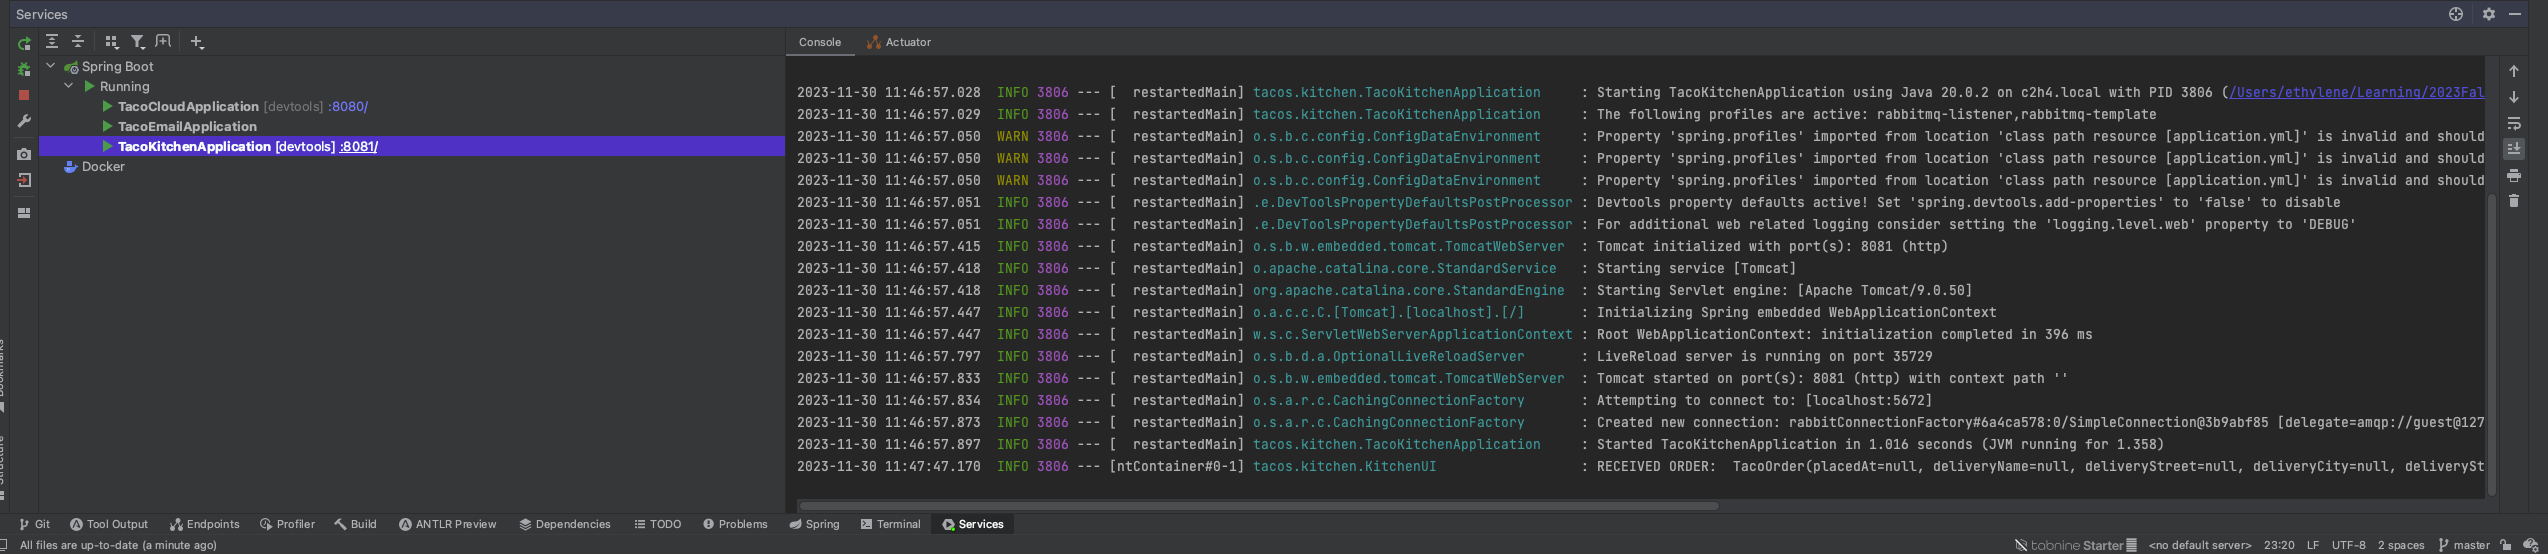 Services
Console
Actuator
Spring Boot
Running
TacoCloudApplication [devtools] :8080/
TacoEmailApplication
TacoKitchenApplication [devtools] :8081/
Docker
2023-11-30 11:46:57.028  INFO 3806 --- [  restartedMain] tacos.kitchen.TacoKitchenApplication     : Starting TacoKitchenApplication using Java 20.0.2 on c2h4.local with PID 3806 (/Users/ethylene/Learning/2023Fal
2023-11-30 11:46:57.029  INFO 3806 --- [  restartedMain] tacos.kitchen.TacoKitchenApplication     : The following profiles are active: rabbitmq-listener,rabbitmq-template
2023-11-30 11:46:57.050  WARN 3806 --- [  restartedMain] o.s.b.c.config.ConfigDataEnvironment     : Property 'spring.profiles' imported from location 'class path resource [application.yml]' is invalid and should
2023-11-30 11:46:57.050  WARN 3806 --- [  restartedMain] o.s.b.c.config.ConfigDataEnvironment     : Property 'spring.profiles' imported from location 'class path resource [application.yml]' is invalid and should
2023-11-30 11:46:57.050  WARN 3806 --- [  restartedMain] o.s.b.c.config.ConfigDataEnvironment     : Property 'spring.profiles' imported from location 'class path resource [application.yml]' is invalid and should
2023-11-30 11:46:57.051  INFO 3806 --- [  restartedMain] .e.DevToolsPropertyDefaultsPostProcessor : Devtools property defaults active! Set 'spring.devtools.add-properties' to 'false' to disable
2023-11-30 11:46:57.051  INFO 3806 --- [  restartedMain] .e.DevToolsPropertyDefaultsPostProcessor : For additional web related logging consider setting the 'logging.level.web' property to 'DEBUG'
2023-11-30 11:46:57.415  INFO 3806 --- [  restartedMain] o.s.b.w.embedded.tomcat.TomcatWebServer  : Tomcat initialized with port(s): 8081 (http)
2023-11-30 11:46:57.418  INFO 3806 --- [  restartedMain] o.apache.catalina.core.StandardService   : Starting service [Tomcat]
2023-11-30 11:46:57.418  INFO 3806 --- [  restartedMain] org.apache.catalina.core.StandardEngine  : Starting Servlet engine: [Apache Tomcat/9.0.50]
2023-11-30 11:46:57.447  INFO 3806 --- [  restartedMain] o.a.c.c.C.[Tomcat].[localhost].[/]       : Initializing Spring embedded WebApplicationContext
2023-11-30 11:46:57.447  INFO 3806 --- [  restartedMain] w.s.c.ServletWebServerApplicationContext : Root WebApplicationContext: initialization completed in 396 ms
2023-11-30 11:46:57.797  INFO 3806 --- [  restartedMain] o.s.b.d.a.OptionalLiveReloadServer       : LiveReload server is running on port 35729
2023-11-30 11:46:57.833  INFO 3806 --- [  restartedMain] o.s.b.w.embedded.tomcat.TomcatWebServer  : Tomcat started on port(s): 8081 (http) with context path ''
2023-11-30 11:46:57.834  INFO 3806 --- [  restartedMain] o.s.a.r.c.CachingConnectionFactory       : Attempting to connect to: [localhost:5672]
2023-11-30 11:46:57.873  INFO 3806 --- [  restartedMain] o.s.a.r.c.CachingConnectionFactory       : Created new connection: rabbitConnectionFactory#6a4ca578:0/SimpleConnection@3b9abf85 [delegate=amqp://guest@127
2023-11-30 11:46:57.897  INFO 3806 --- [  restartedMain] tacos.kitchen.TacoKitchenApplication     : Started TacoKitchenApplication in 1.016 seconds (JVM running for 1.358)
2023-11-30 11:47:47.170  INFO 3806 --- [ntContainer#0-1] tacos.kitchen.KitchenUI                  : RECEIVED ORDER:  TacoOrder(placedAt=null, deliveryName=null, deliveryStreet=null, deliveryCity=null, deliverySt
Git  Tool Output  Endpoints  Profiler  Build  ANTLR Preview  Dependencies  TODO  Problems  Spring  Terminal  Services
All files are up-to-date (a minute ago)
tabnine Starter  <no default server>  23:20  LF  UTF-8  2 spaces  master